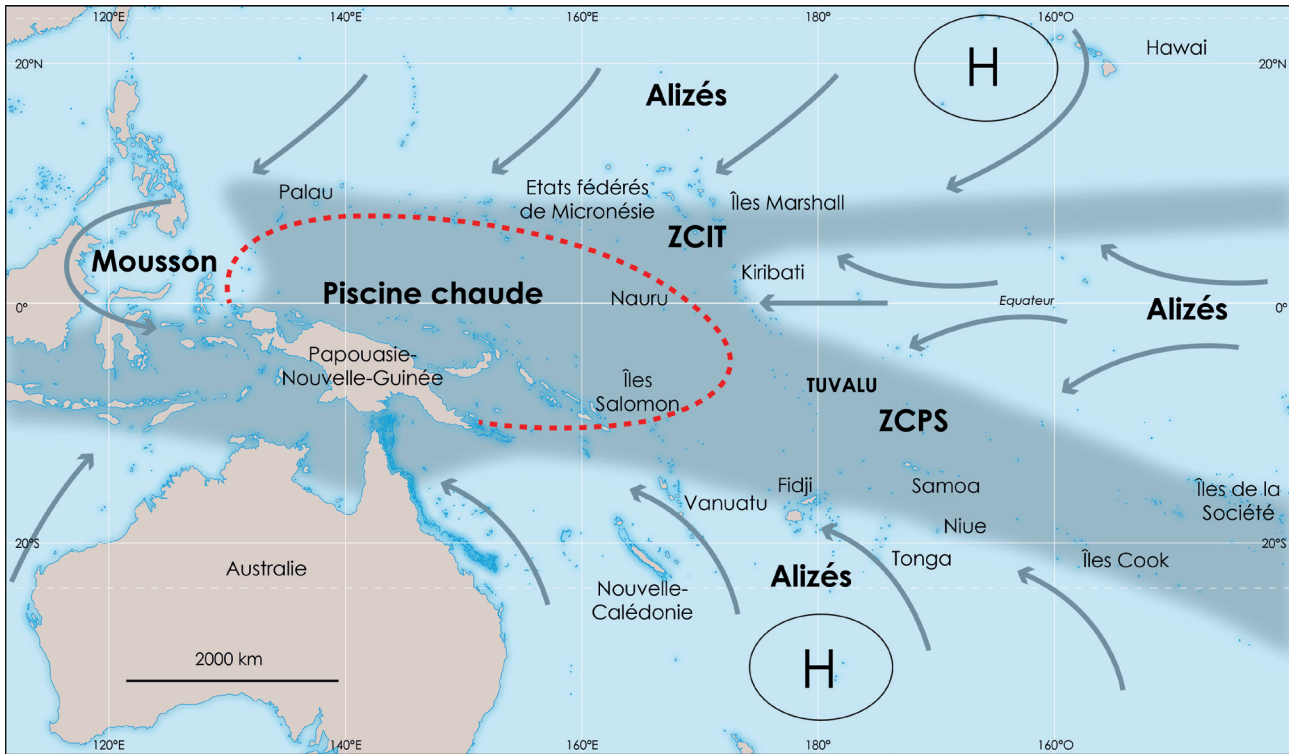 120°E
140°E
160°E
180°
160°O
20°N
H
Hawai
20°N
Alizés
Palau
Etats fédérés
de Micronésie
Îles Marshall
ZCIT
Mousson
Kiribati
Piscine chaude
Nauru
0°
Equateur
Alizés
0°
Papouasie-
Nouvelle-Guinée
Îles
Salomon
TUVALU
ZCPS
Fidji
Samoa
Îles de la
Société
Vanuatu
Niue
20°S
Tonga
Îles Cook
20°S
Australie
Alizés
Nouvelle-
Calédonie
2000 km
H
120°E
140°E
160°E
180°
160°O